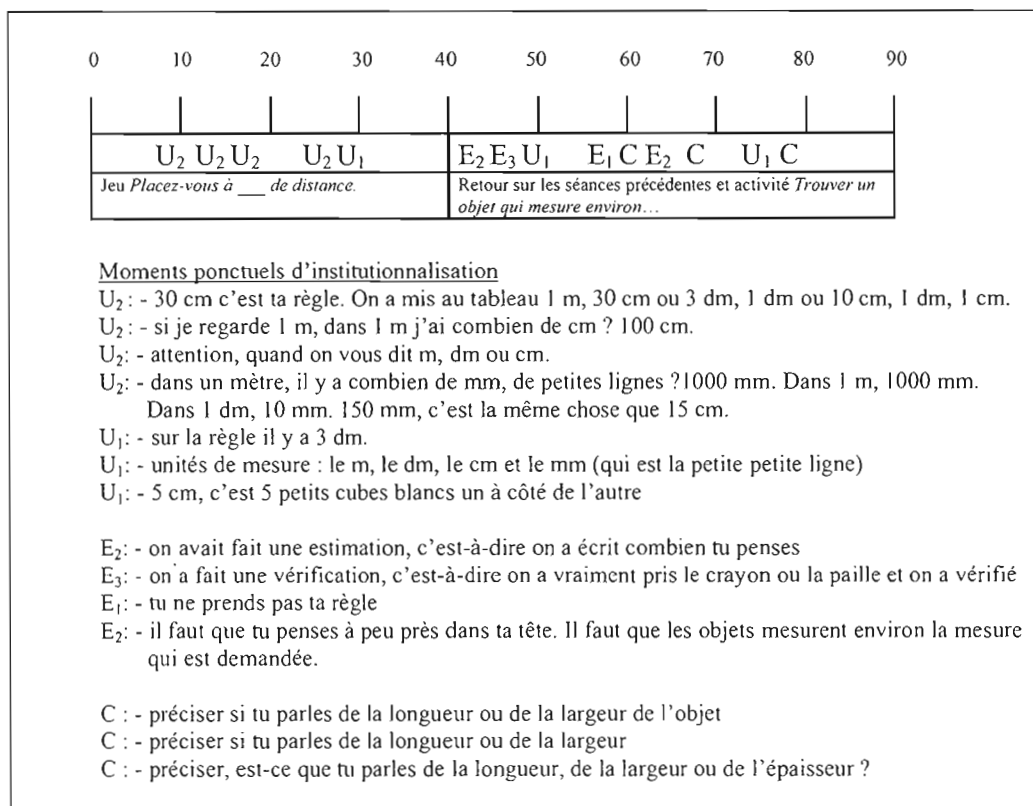 0 10 20 30 40 50 60 70 80 90
U₂ U₂ U₂ U₂ U₁ E₂ E₃ U₁ E₁ C E₂ C U₁ C
Jeu Placez-vous à ___ de distance.
Retour sur les séances précédentes et activité Trouver un
objet qui mesure environ...
Moments ponctuels d'institutionnalisation
U₂ : - 30 cm c'est ta règle. On a mis au tableau 1 m, 30 cm ou 3 dm, 1 dm ou 10 cm, 1 dm, 1 cm.
U₂ : - si je regarde 1 m, dans 1 m j'ai combien de cm ? 100 cm.
U₂: - attention, quand on vous dit m, dm ou cm.
U₂: - dans un mètre, il y a combien de mm, de petites lignes ?1000 mm. Dans 1 m, 1000 mm.
Dans 1 dm, 10 mm. 150 mm, c'est la même chose que 15 cm.
U₁: - sur la règle il y a 3 dm.
U₁: - unités de mesure : le m, le dm, le cm et le mm (qui est la petite petite ligne)
U₁: - 5 cm, c'est 5 petits cubes blancs un à côté de l'autre
E₂: - on avait fait une estimation, c'est-à-dire on a écrit combien tu penses
E₃: - on a fait une vérification, c'est-à-dire on a vraiment pris le crayon ou la paille et on a vérifié
E₁: - tu ne prends pas ta règle
E₂: - il faut que tu penses à peu près dans ta tête. Il faut que les objets mesurent environ la mesure
qui est demandée.
C : - préciser si tu parles de la longueur ou de la largeur de l'objet
C : - préciser si tu parles de la longueur ou de la largeur
C : - préciser, est-ce que tu parles de la longueur, de la largeur ou de l'épaisseur ?